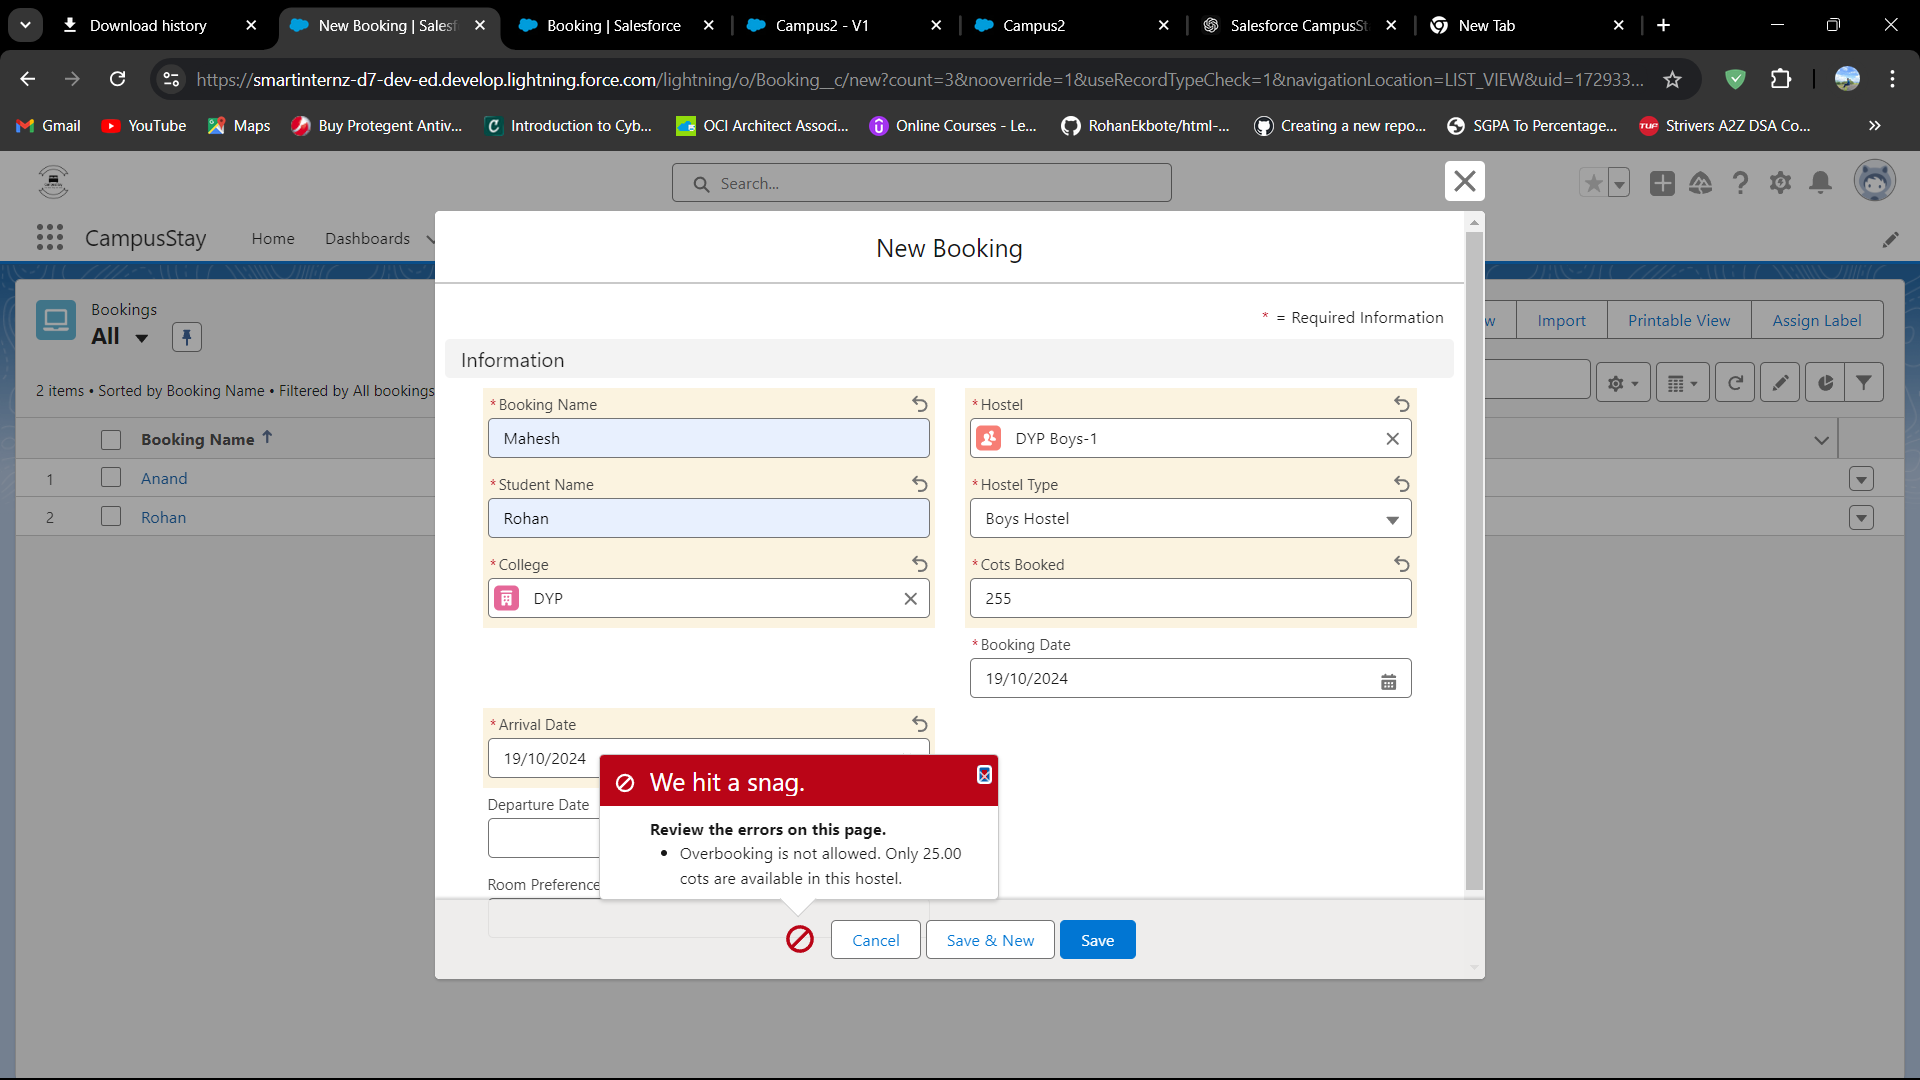 Download history
New Booking | Salesf
Booking | Salesforce
Campus2 - V1
Campus2
Salesforce CampusSt
New Tab
https://smartinternz-d7-dev-ed.develop.lightning.force.com/lightning/o/Booking__c/new?count=3&nooverride=1&useRecordTypeCheck=1&navigationLocation=LIST_VIEW&uid=172933...
Gmail YouTube Maps Buy Protegent Antiv... Introduction to Cyb... OCI Architect Associ... Online Courses - Le... RohanEkbote/html-... Creating a new repo... SGPA To Percentage... Strivers A2Z DSA Co...
Search...
CampusStay Home Dashboards
New Booking
* = Required Information
Bookings
All
w Import Printable View Assign Label
2 items • Sorted by Booking Name • Filtered by All bookings
Booking Name
1 Anand
2 Rohan
Information
*Booking Name
Mahesh
*Hostel
DYP Boys-1
*Student Name
Rohan
*Hostel Type
Boys Hostel
*College
DYP
*Cots Booked
255
*Booking Date
19/10/2024
*Arrival Date
19/10/2024
Departure Date
Room Preference
We hit a snag.
Review the errors on this page.
• Overbooking is not allowed. Only 25.00
cots are available in this hostel.
Cancel Save & New Save